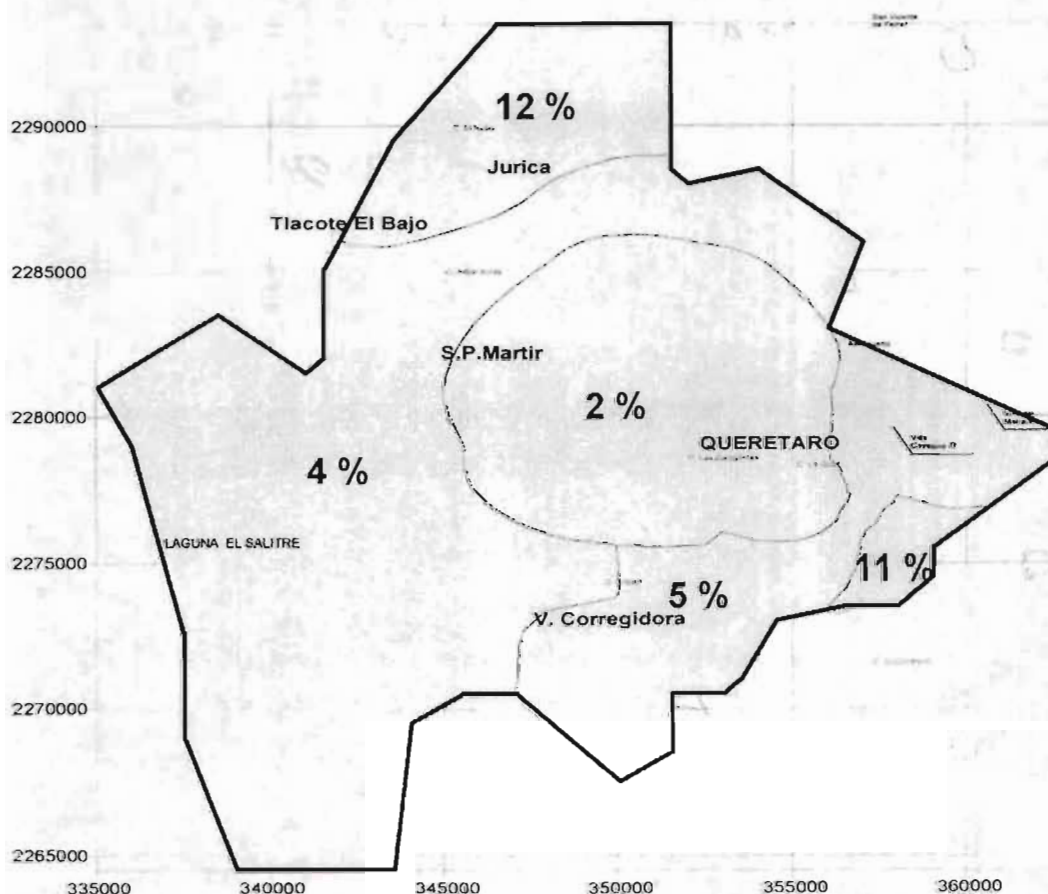 12 %
2290000
Jurica
Tlacote El Bajo
2285000
S.P.Martir
2 %
2280000
QUERETARO
4 %
LAGUNA EL SALITRE
2275000
11 %
5 %
V. Corregidora
2270000
2265000
335000 340000 345000 350000 355000 360000